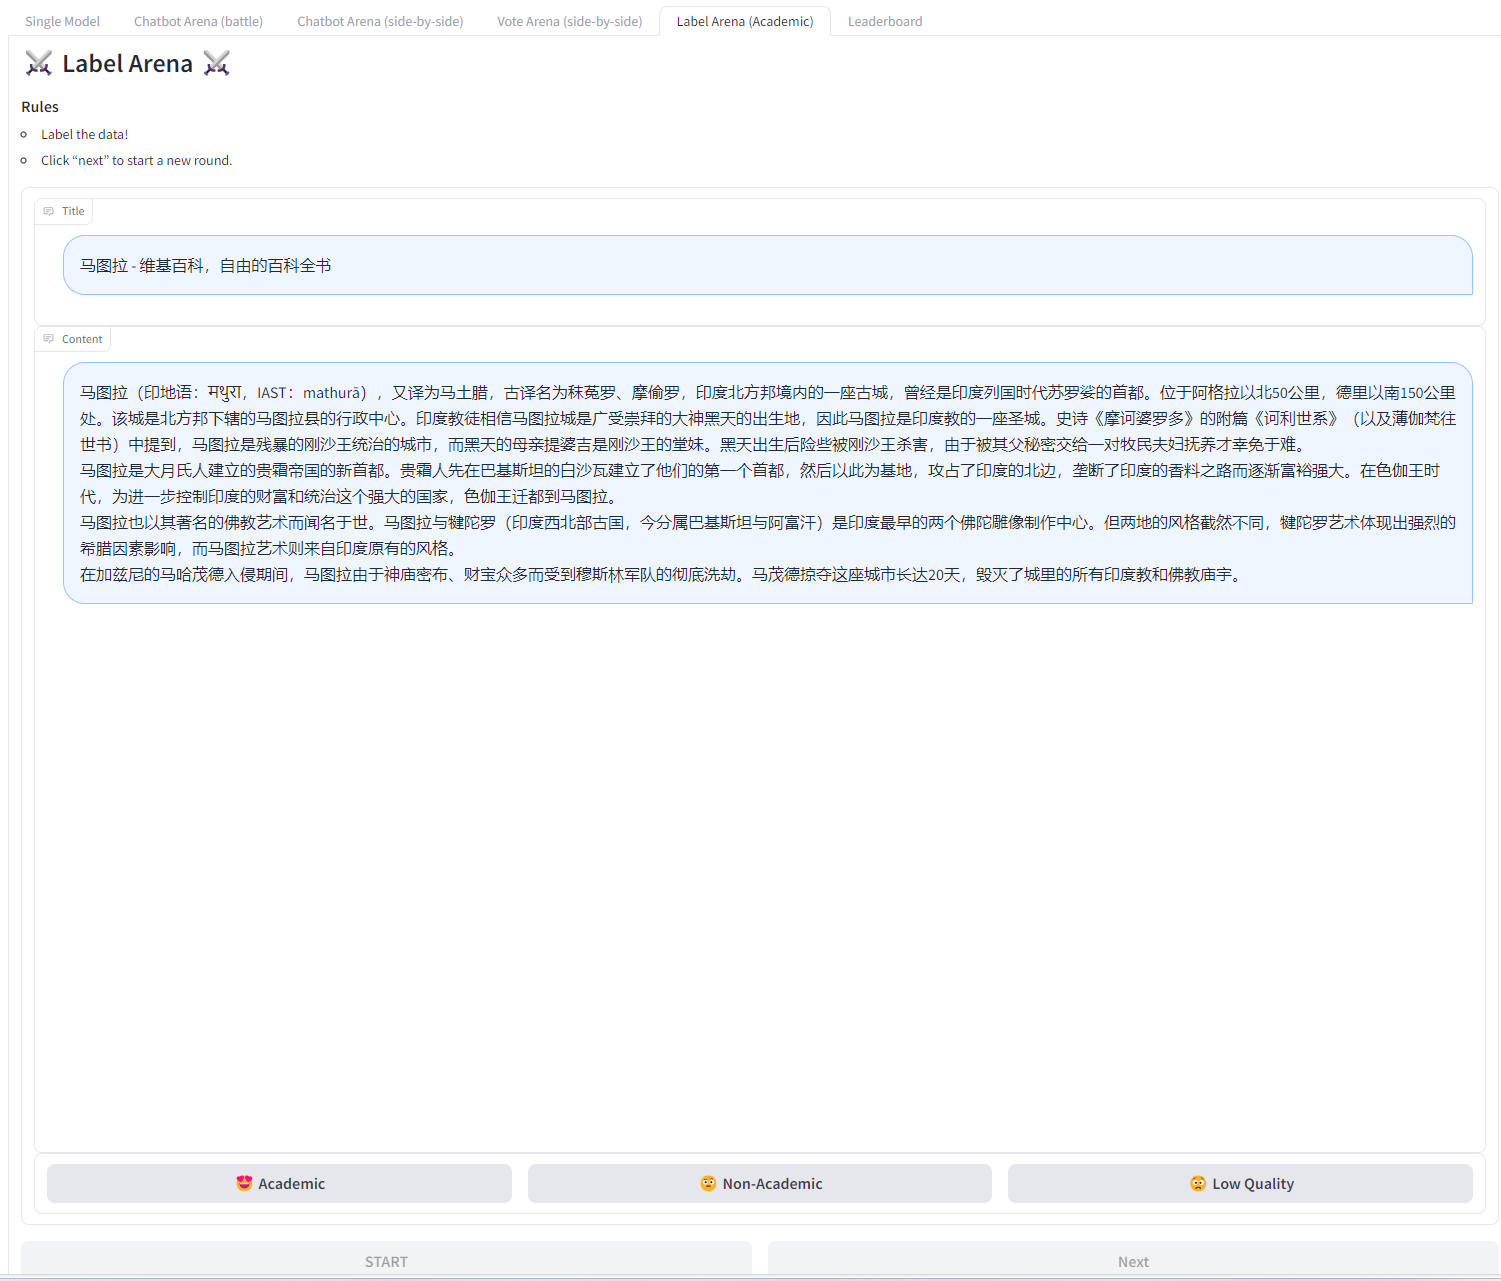 Single Model
Chatbot Arena (battle)
Chatbot Arena (side-by-side)
Vote Arena (side-by-side)
Label Arena (Academic)
Leaderboard
⚔️ Label Arena ⚔️
Rules
Label the data!
Click “next” to start a new round.
Title
马图拉 - 维基百科，自由的百科全书
Content
马图拉（印地语：मथुरा，IAST：mathurā），又译为马土腊，古译名为秣菟罗、摩偷罗，印度北方邦境内的一座古城，曾经是印度列国时代苏罗娑的首都。位于阿格拉以北50公里，德里以南150公里
处。该城是北方邦下辖的马图拉县的行政中心。印度教徒相信马图拉城是广受崇拜的大神黑天的出生地，因此马图拉是印度教的一座圣城。史诗《摩诃婆罗多》的附篇《诃利世系》（以及薄伽梵往
世书）中提到，马图拉是残暴的刚沙王统治的城市，而黑天的母亲提婆吉是刚沙王的堂妹。黑天出生后险些被刚沙王杀害，由于被其父秘密交给一对牧民夫妇抚养才幸免于难。
马图拉是大月氏人建立的贵霜帝国的新首都。贵霜人先在巴基斯坦的白沙瓦建立了他们的第一个首都，然后以此为基地，攻占了印度的北边，垄断了印度的香料之路而逐渐富裕强大。在色伽王时
代，为进一步控制印度的财富和统治这个强大的国家，色伽王迁都到马图拉。
马图拉也以其著名的佛教艺术而闻名于世。马图拉与犍陀罗（印度西北部古国，今分属巴基斯坦与阿富汗）是印度最早的两个佛陀雕像制作中心。但两地的风格截然不同，犍陀罗艺术体现出强烈的
希腊因素影响，而马图拉艺术则来自印度原有的风格。
在加兹尼的马哈茂德入侵期间，马图拉由于神庙密布、财宝众多而受到穆斯林军队的彻底洗劫。马茂德掠夺这座城市长达20天，毁灭了城里的所有印度教和佛教庙宇。
😍 Academic
😐 Non-Academic
😟 Low Quality
START
Next